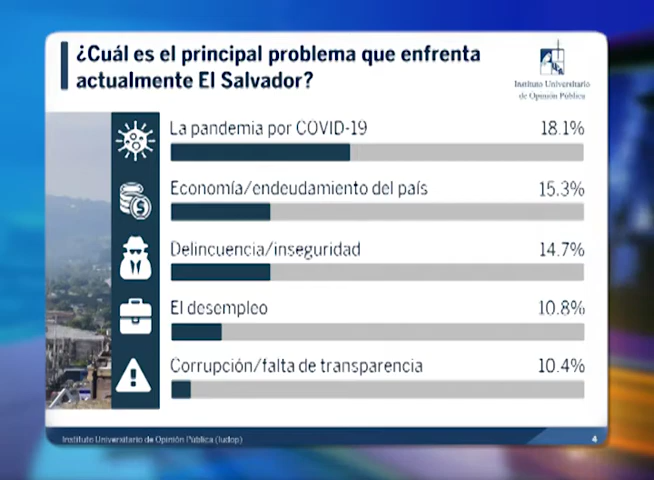 ¿Cuál es el principal problema que enfrenta
actualmente El Salvador?
Instituto Universitario
de Opinión Pública
La pandemia por COVID-19 18.1%
Economía/endeudamiento del país 15.3%
$
Delincuencia/inseguridad 14.7%
El desempleo 10.8%
Corrupción/falta de transparencia 10.4%
Instituto Universitario de Opinión Pública (Iudop) 4